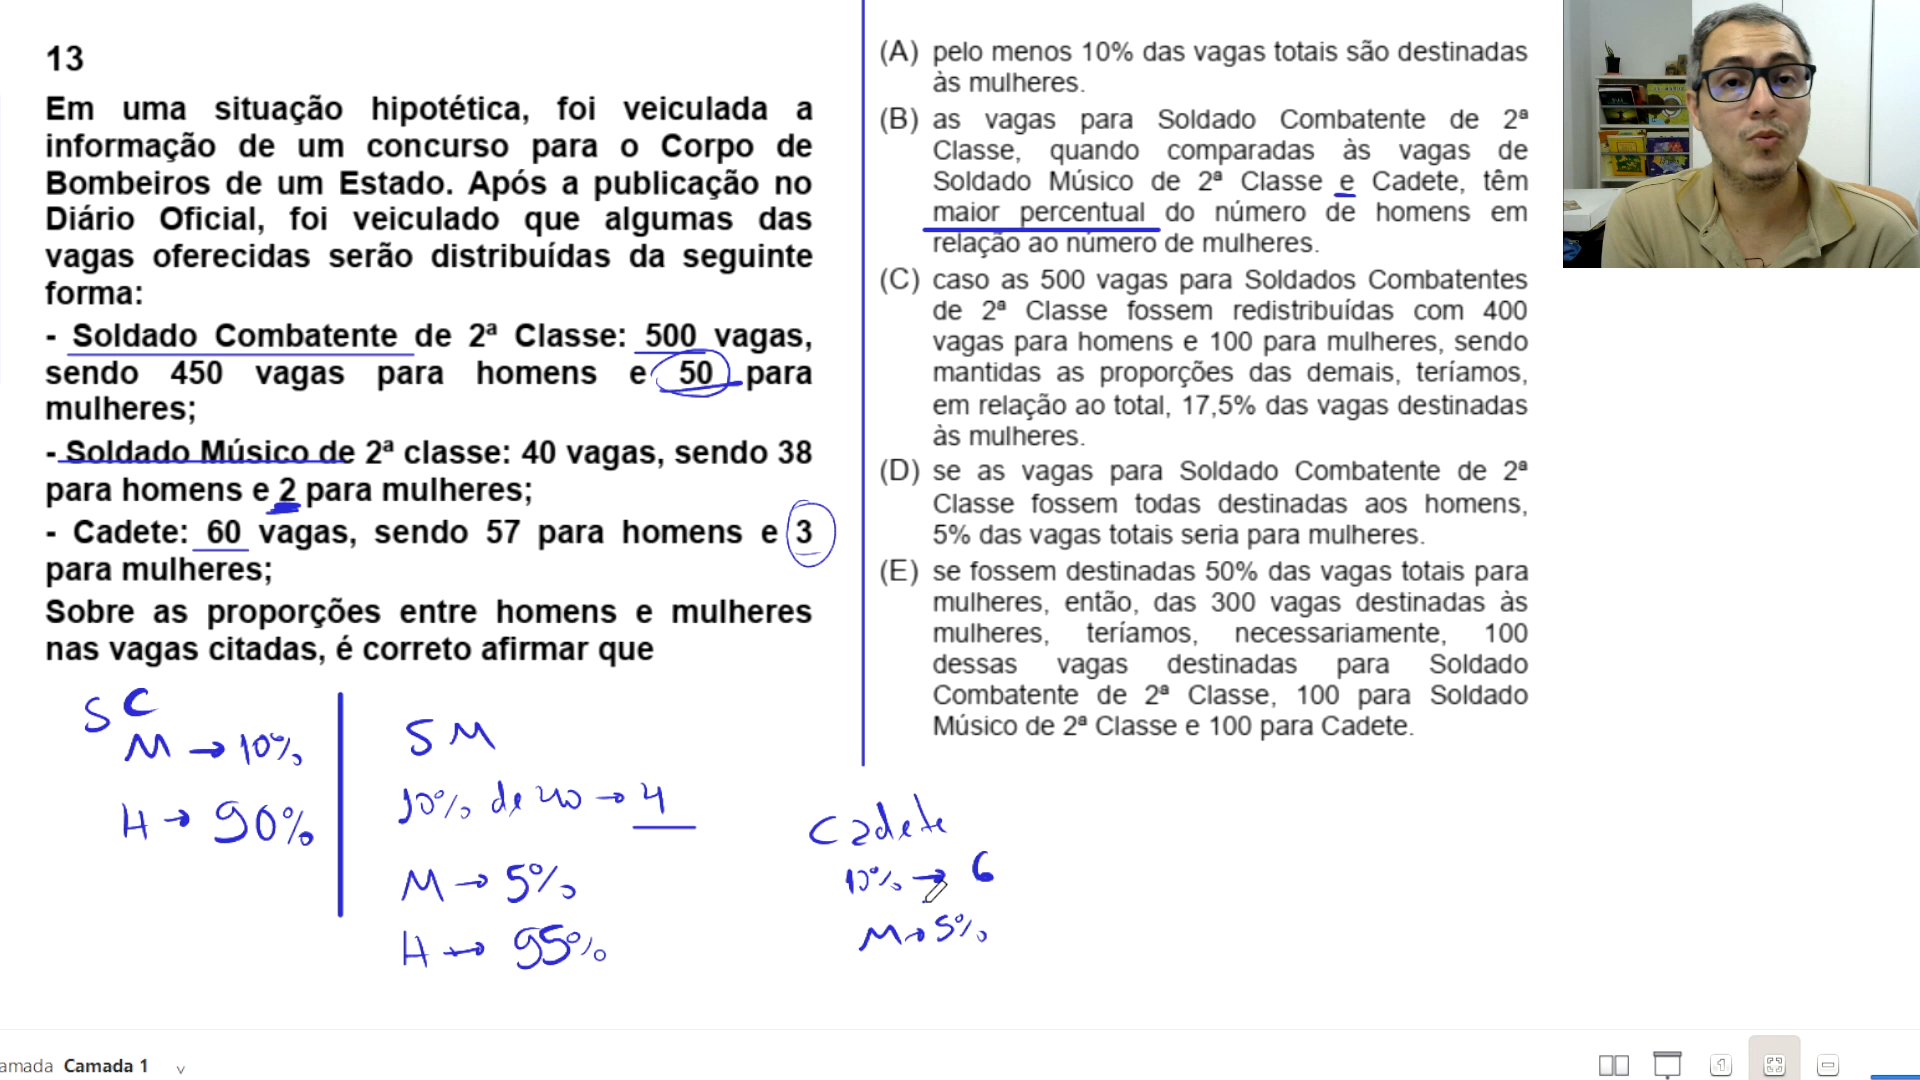 13
Em uma situação hipotética, foi veiculada a
informação de um concurso para o Corpo de
Bombeiros de um Estado. Após a publicação no
Diário Oficial, foi veiculado que algumas das
vagas oferecidas serão distribuídas da seguinte
forma:
- Soldado Combatente de 2ª Classe: 500 vagas,
sendo 450 vagas para homens e 50 para
mulheres;
- Soldado Músico de 2ª classe: 40 vagas, sendo 38
para homens e 2 para mulheres;
- Cadete: 60 vagas, sendo 57 para homens e 3
para mulheres;
Sobre as proporções entre homens e mulheres
nas vagas citadas, é correto afirmar que
(A) pelo menos 10% das vagas totais são destinadas
às mulheres.
(B) as vagas para Soldado Combatente de 2ª
Classe, quando comparadas às vagas de
Soldado Músico de 2ª Classe e Cadete, têm
maior percentual do número de homens em
relação ao número de mulheres.
(C) caso as 500 vagas para Soldados Combatentes
de 2ª Classe fossem redistribuídas com 400
vagas para homens e 100 para mulheres, sendo
mantidas as proporções das demais, teríamos,
em relação ao total, 17,5% das vagas destinadas
às mulheres.
(D) se as vagas para Soldado Combatente de 2ª
Classe fossem todas destinadas aos homens,
5% das vagas totais seria para mulheres.
(E) se fossem destinadas 50% das vagas totais para
mulheres, então, das 300 vagas destinadas às
mulheres, teríamos, necessariamente, 100
dessas vagas destinadas para Soldado
Combatente de 2ª Classe, 100 para Soldado
Músico de 2ª Classe e 100 para Cadete.
SC
M → 10%
H → 90%
SM
10% de 40 → 4
M → 5%
H → 95%
Cadete
10% → 6
M → 5%
amada Camada 1